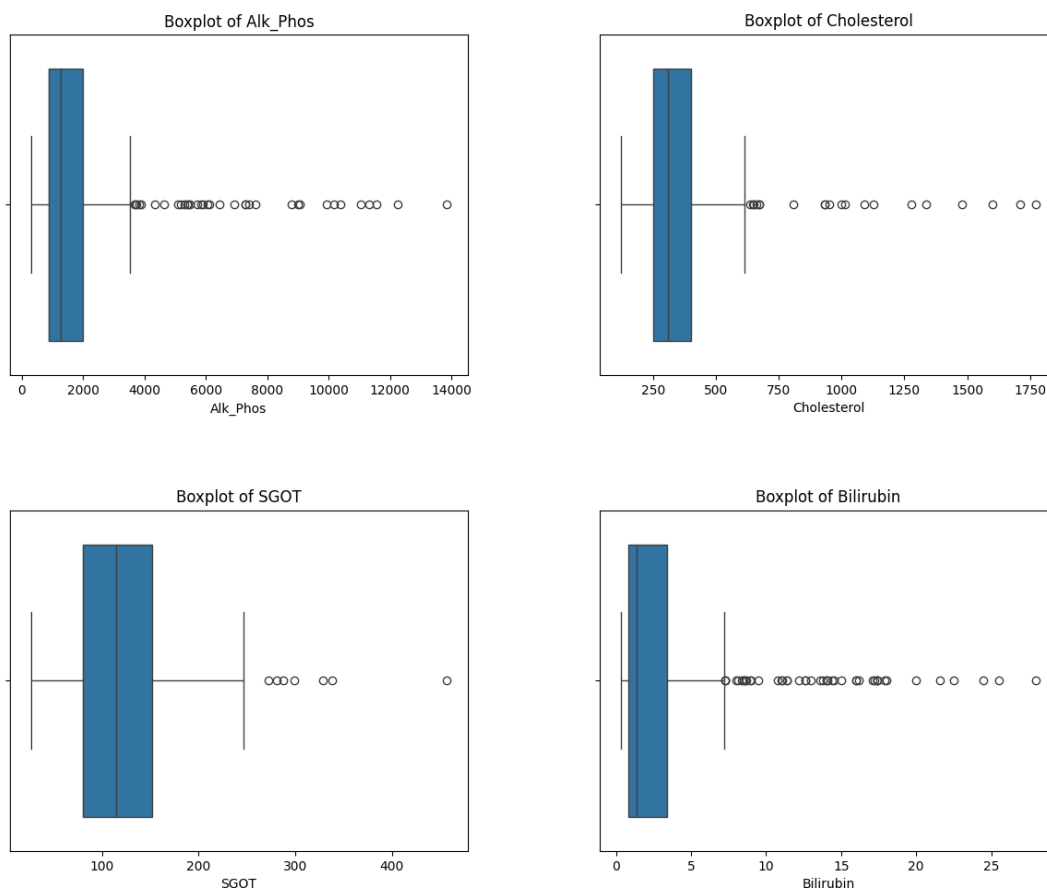 Boxplot of Alk_Phos
0 2000 4000 6000 8000 10000 12000 14000
Alk_Phos
Boxplot of Cholesterol
250 500 750 1000 1250 1500 1750
Cholesterol
Boxplot of SGOT
100 200 300 400
SGOT
Boxplot of Bilirubin
0 5 10 15 20 25
Bilirubin